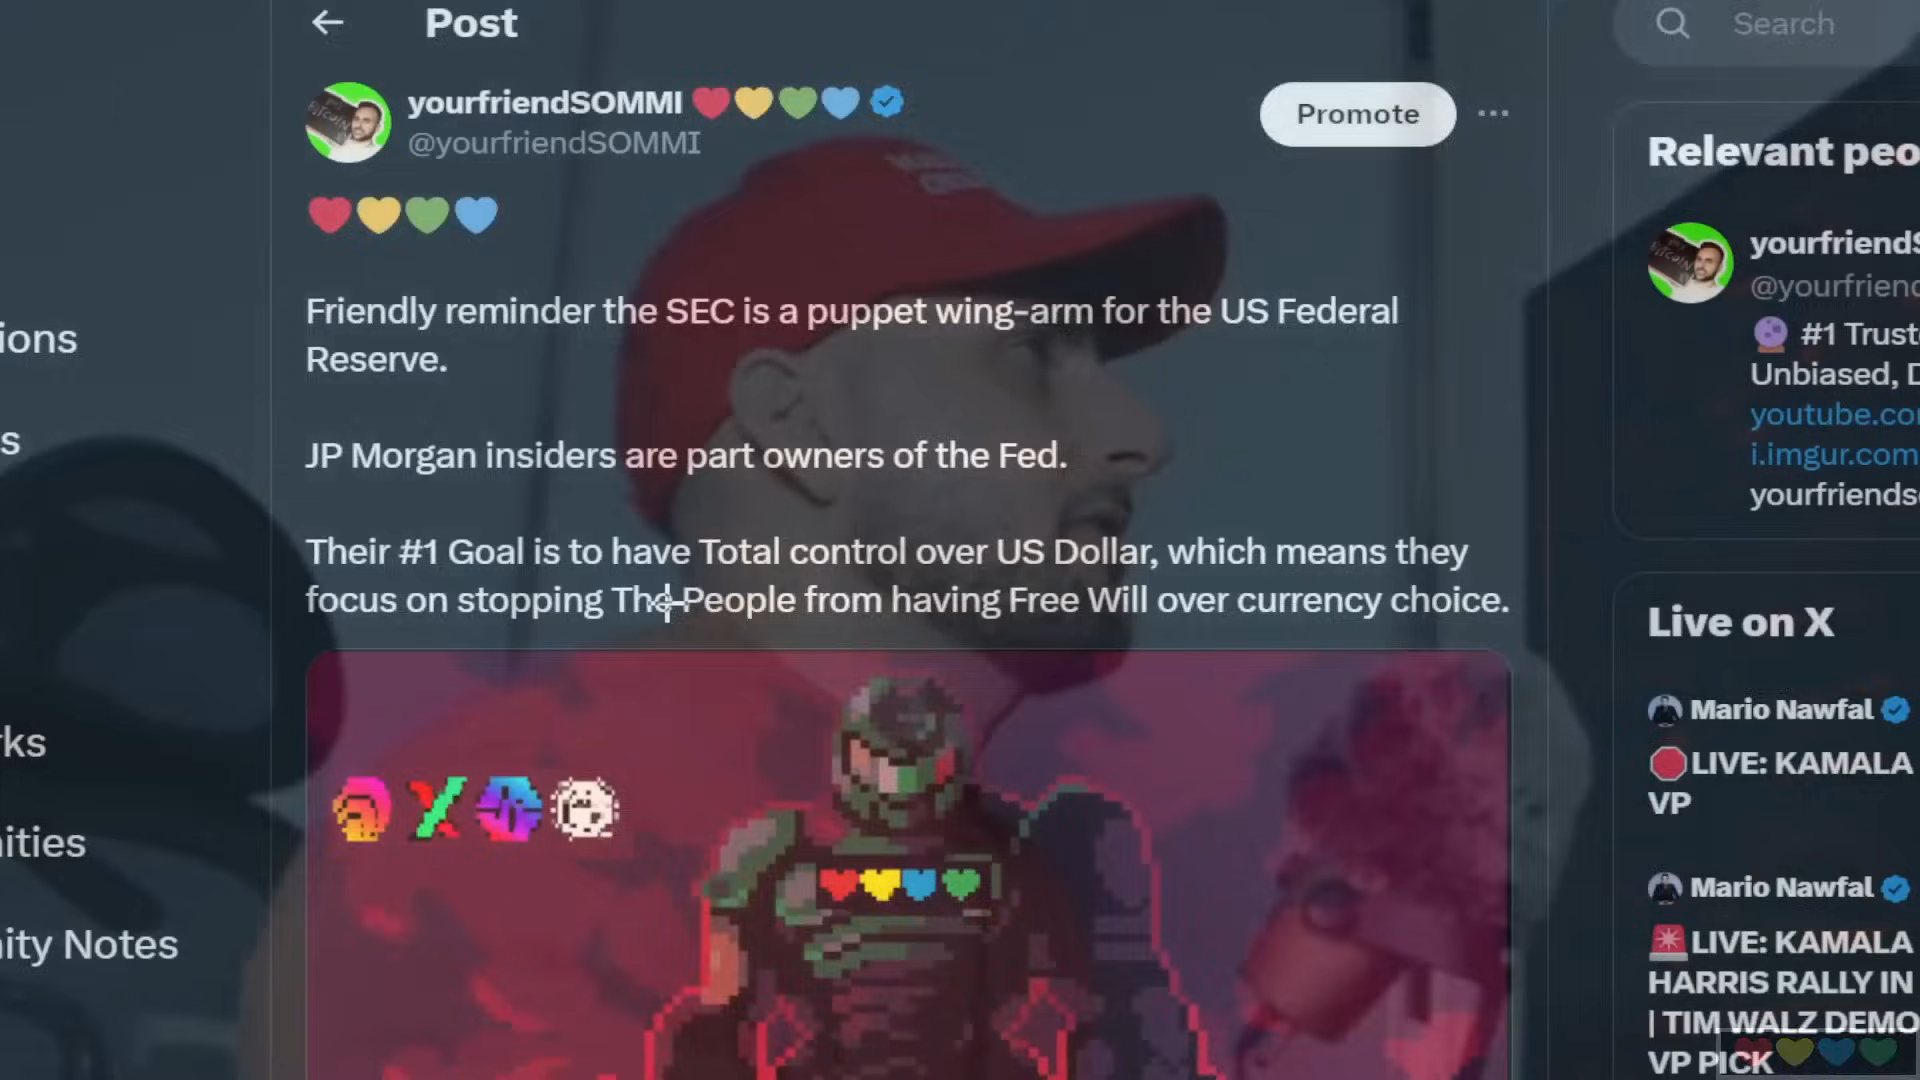 Post
Search
yourfriendSOMMI
@yourfriendSOMMI
Promote
Friendly reminder the SEC is a puppet wing-arm for the US Federal
Reserve.
JP Morgan insiders are part owners of the Fed.
Their #1 Goal is to have Total control over US Dollar, which means they
focus on stopping The People from having Free Will over currency choice.
ions
s
rks
ities
ity Notes
Relevant peo
yourfriendS
@yourfriend
#1 Trust
Unbiased, D
youtube.co
i.imgur.com
yourfriends
Live on X
Mario Nawfal
LIVE: KAMALA
VP
Mario Nawfal
LIVE: KAMALA
HARRIS RALLY IN
| TIM WALZ DEMO
VP PICK